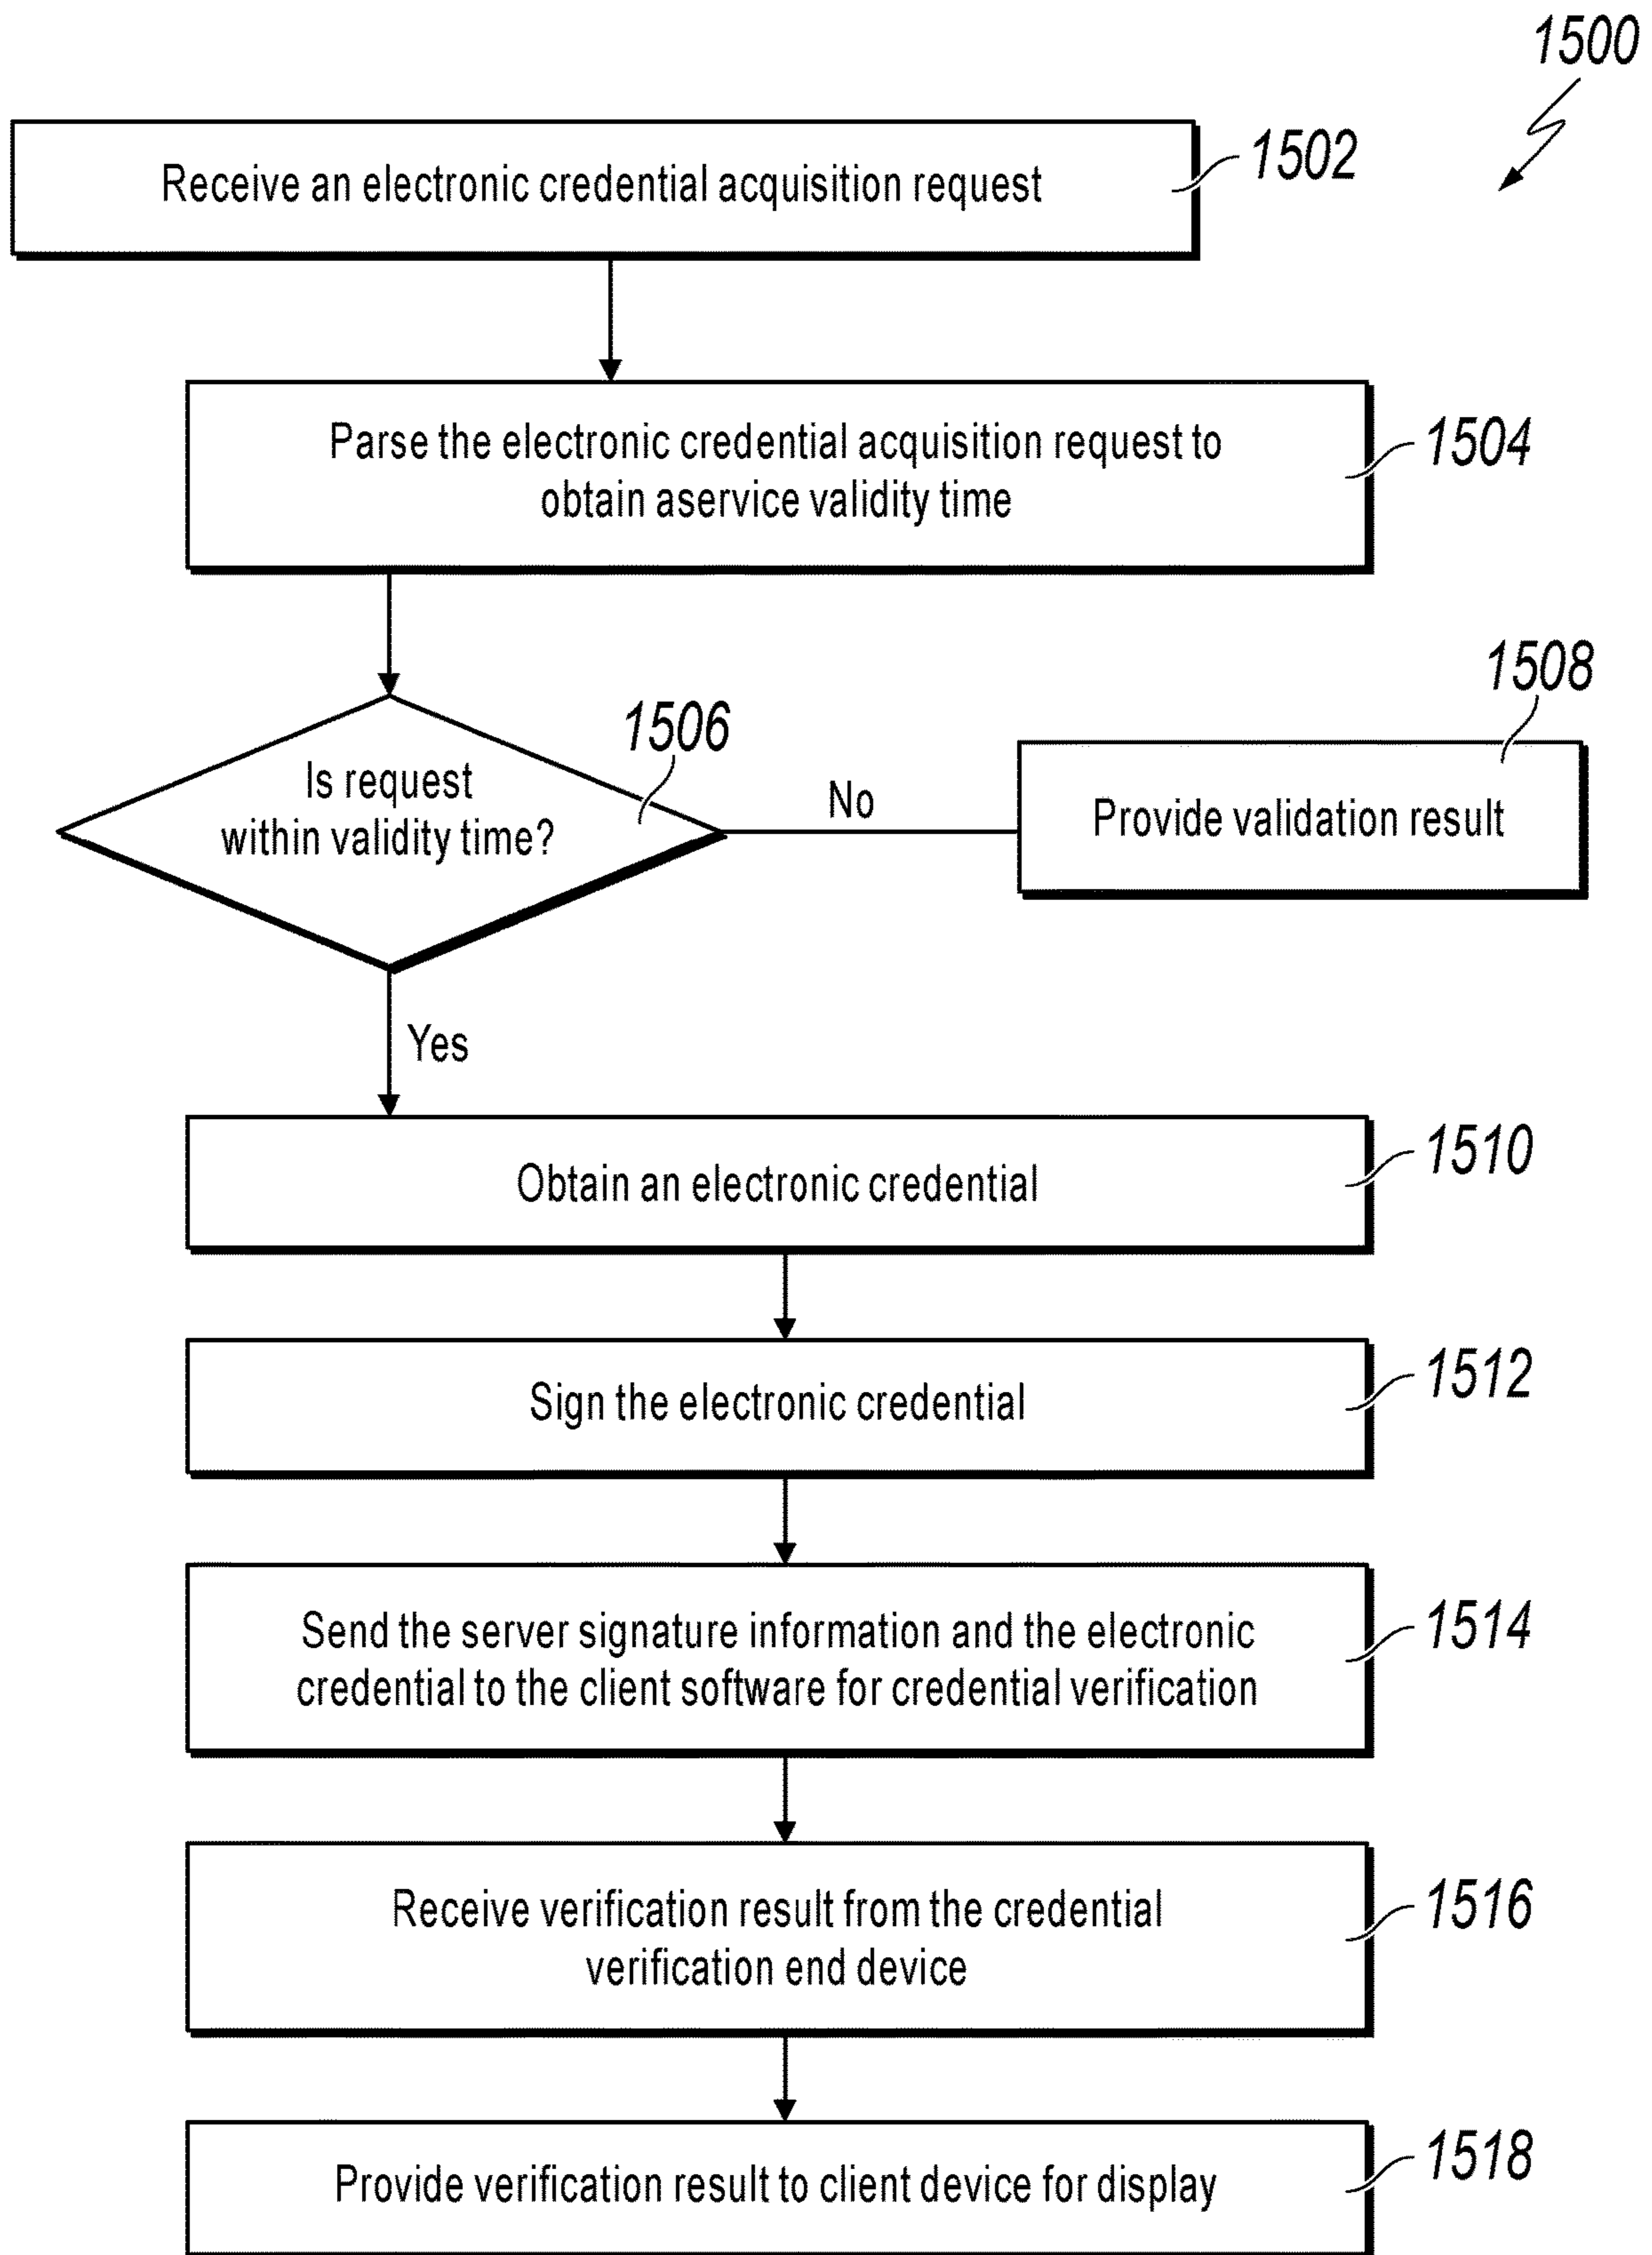 1500
Receive an electronic credential acquisition request
1502
Parse the electronic credential acquisition request to
obtain aservice validity time
1504
1508
1506
Is request
within validity time?
No
Provide validation result
Yes
Obtain an electronic credential
1510
Sign the electronic credential
1512
Send the server signature information and the electronic
credential to the client software for credential verification
1514
Receive verification result from the credential
verification end device
1516
Provide verification result to client device for display
1518